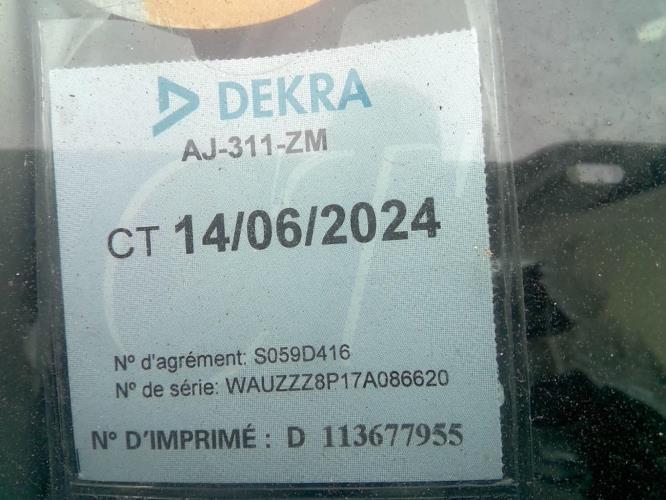 DEKRA
AJ-311-ZM
CT 14/06/2024
N° d'agrément: S059D416
N° de série: WAUZZZ8P17A086620
N° D'IMPRIMÉ : D 113677955